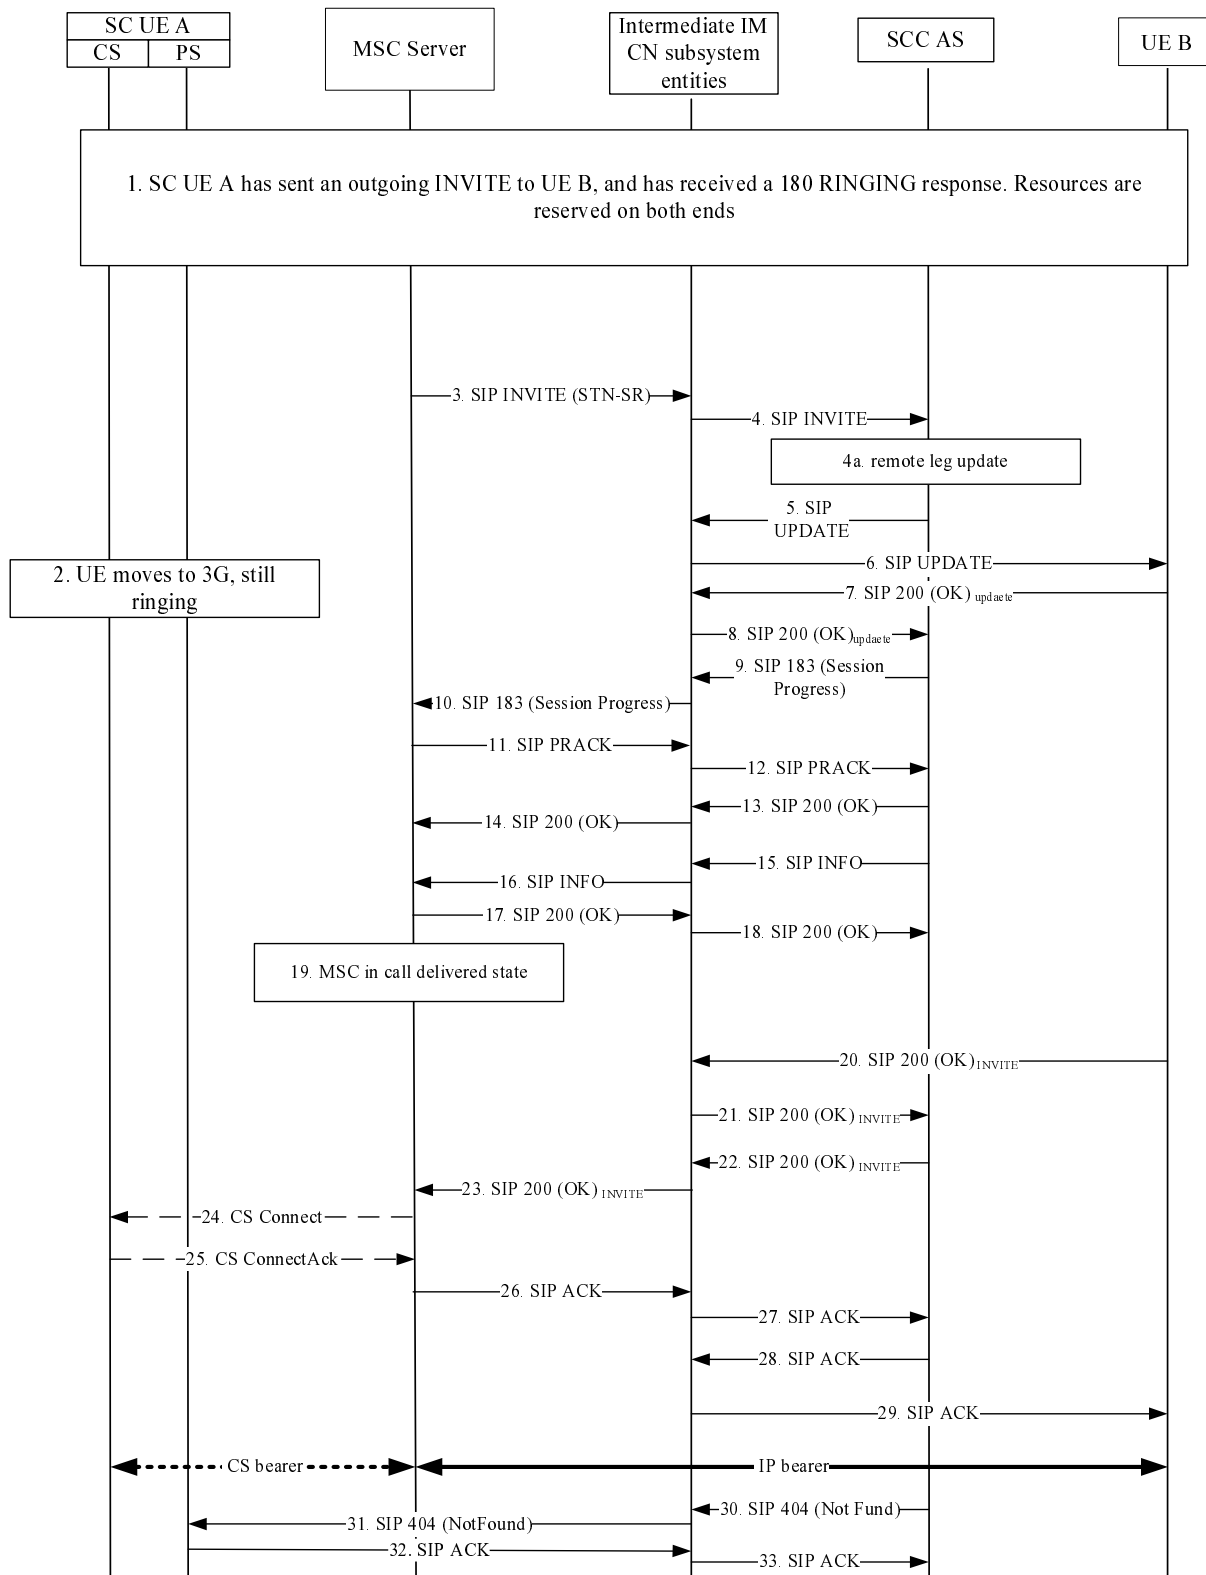 SC UE A
CS
PS
MSC Server
Intermediate IM
CN subsystem
entities
SCC AS
UE B
1. SC UE A has sent an outgoing INVITE to UE B, and has received a 180 RINGING response. Resources are
reserved on both ends
3. SIP INVITE (STN-SR)
4. SIP INVITE
4a. remote leg update
5. SIP
UPDATE
2. UE moves to 3G, still
ringing
6. SIP UPDATE
7. SIP 200 (OK) updaete
8. SIP 200 (OK)updaete
9. SIP 183 (Session
Progress)
10. SIP 183 (Session Progress)
11. SIP PRACK
12. SIP PRACK
13. SIP 200 (OK)
14. SIP 200 (OK)
15. SIP INFO
16. SIP INFO
17. SIP 200 (OK)
18. SIP 200 (OK)
19. MSC in call delivered state
20. SIP 200 (OK)INVITE
21. SIP 200 (OK) INVITE
22. SIP 200 (OK) INVITE
23. SIP 200 (OK) INVITE
24. CS Connect
25. CS ConnectAck
26. SIP ACK
27. SIP ACK
28. SIP ACK
29. SIP ACK
CS bearer
IP bearer
30. SIP 404 (Not Fund)
31. SIP 404 (NotFound)
32. SIP ACK
33. SIP ACK